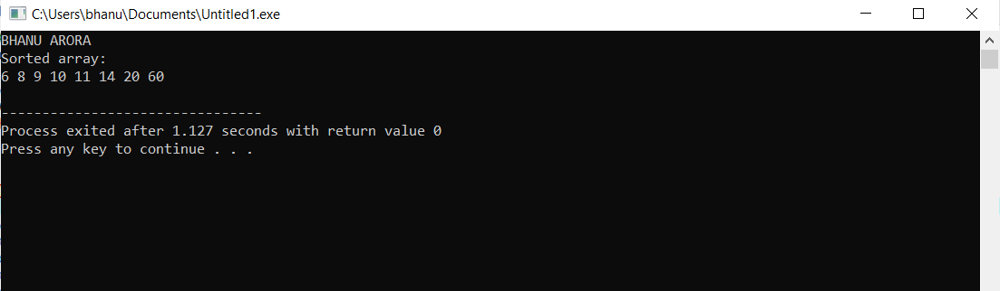 C:\Users\bhanu\Documents\Untitled1.exe
BHANU ARORA
Sorted array:
6 8 9 10 11 14 20 60
--------------------------------
Process exited after 1.127 seconds with return value 0
Press any key to continue . . .